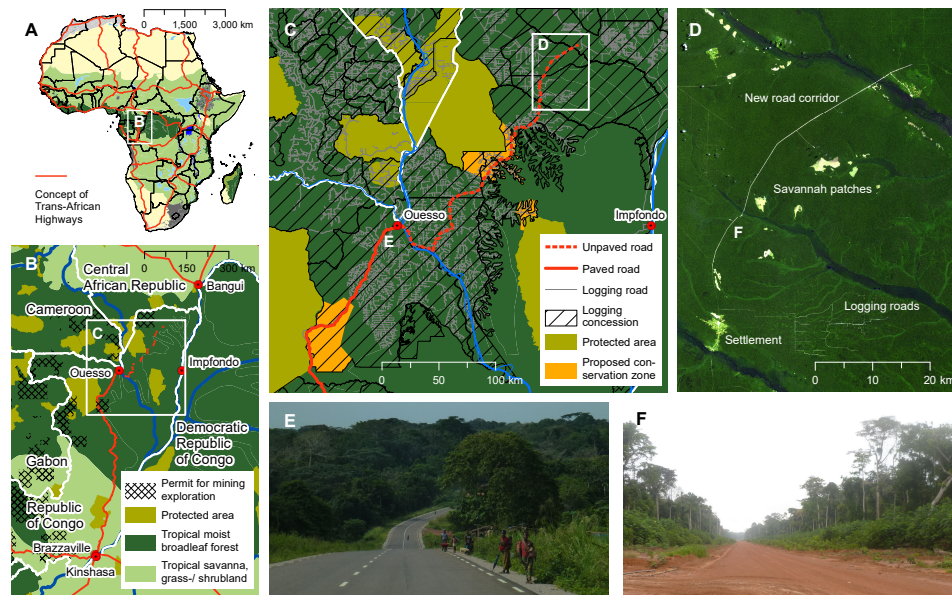 A
0 1,500 3,000 km
B
Concept of
Trans-African
Highways
B
0 150 300 km
Central
African Republic
Bangui
Cameroon
C
Ouesso
Impfondo
Democratic
Republic
of Congo
Gabon
Republic
of Congo
Brazzaville
Kinshasa
Permit for mining
exploration
Protected area
Tropical moist
broadleaf forest
Tropical savanna,
grass-/ shrubland
C
D
Ouesso
E
Impfondo
Unpaved road
Paved road
Logging road
Logging
concession
Protected area
Proposed con-
servation zone
0 50 100 km
D
New road corridor
Savannah patches
F
Logging roads
Settlement
0 10 20 km
E
F